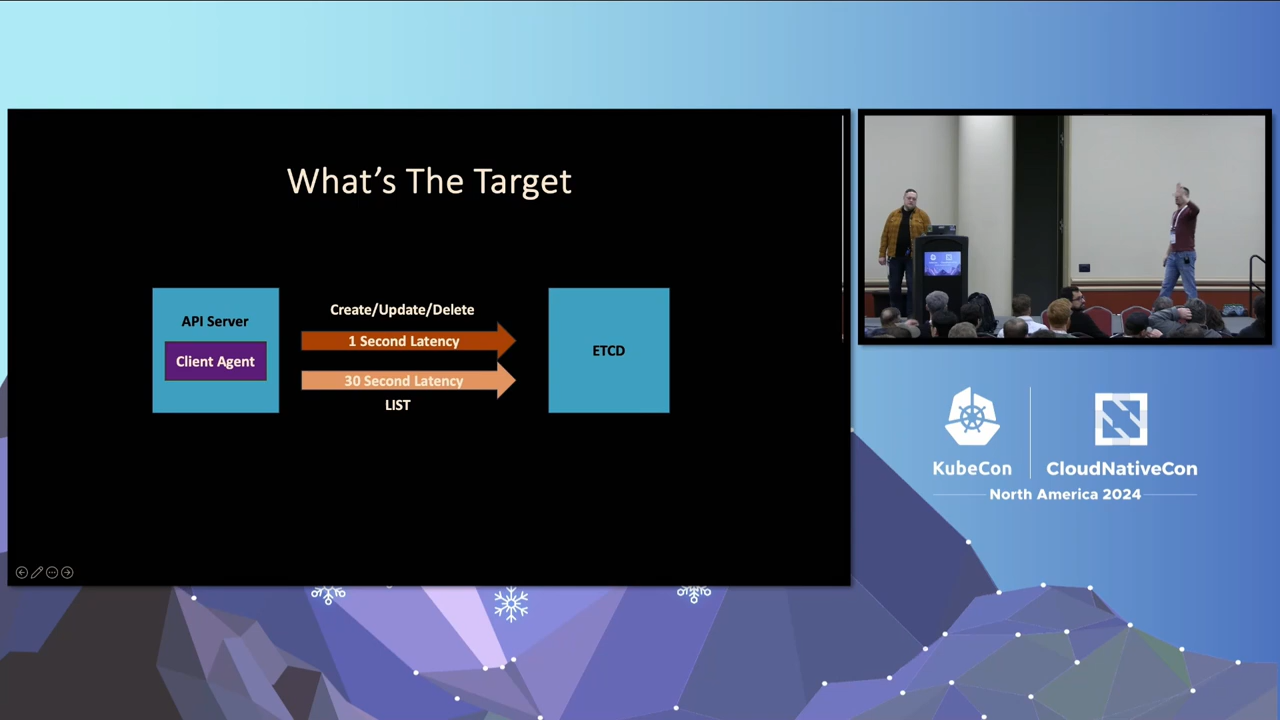 What's The Target
API Server
Client Agent
Create/Update/Delete
1 Second Latency
30 Second Latency
LIST
ETCD
KubeCon
CloudNativeCon
North America 2024